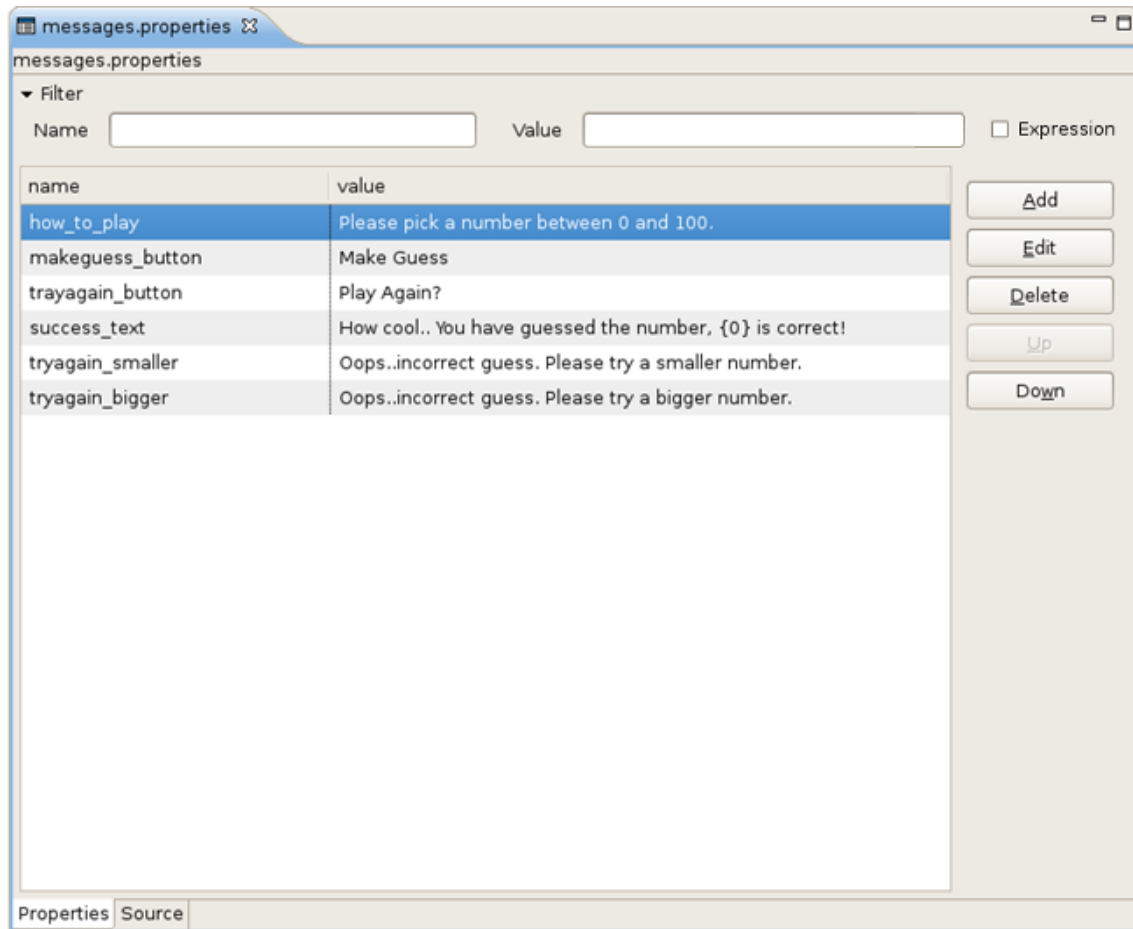 messages.properties
messages.properties
Filter
Name Value Expression
name value
how_to_play Please pick a number between 0 and 100.
makeguess_button Make Guess
trayagain_button Play Again?
success_text How cool.. You have guessed the number, {0} is correct!
tryagain_smaller Oops..incorrect guess. Please try a smaller number.
tryagain_bigger Oops..incorrect guess. Please try a bigger number.
Add
Edit
Delete
Up
Down
Properties Source